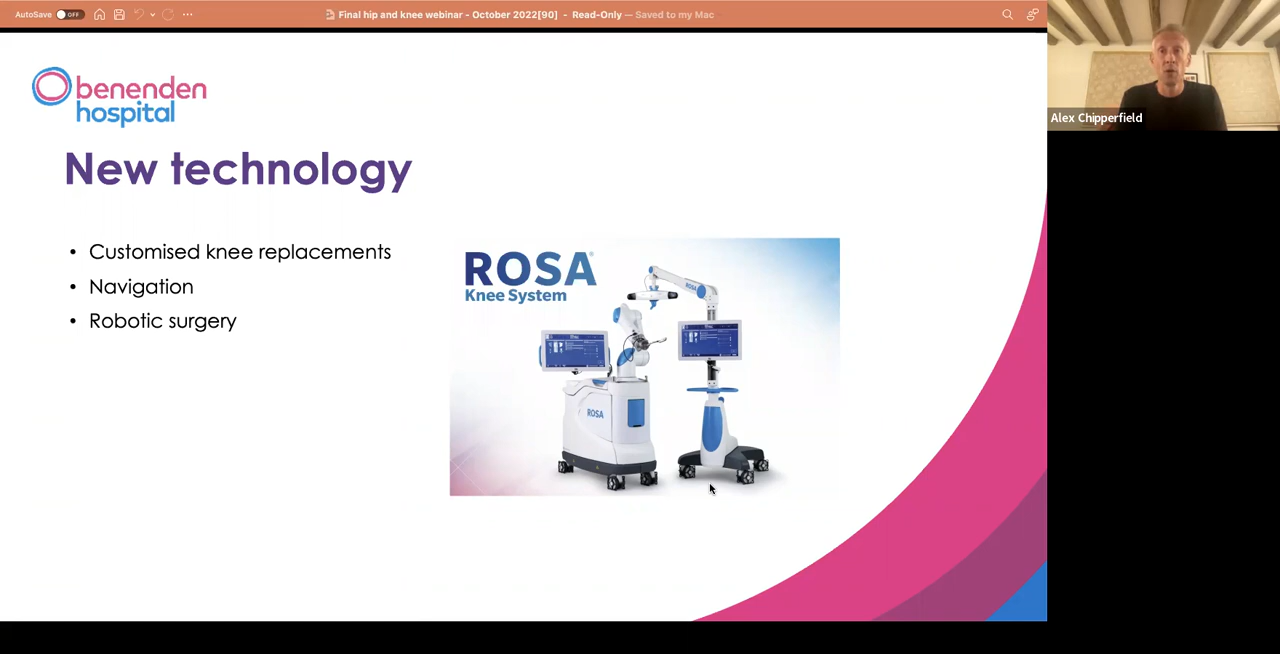 AutoSave OFF
Final hip and knee webinar - October 2022[90] - Read-Only — Saved to my Mac
Alex Chipperfield
benenden
hospital
New technology
• Customised knee replacements
• Navigation
• Robotic surgery
ROSA®
Knee System
ROSA
ROSA